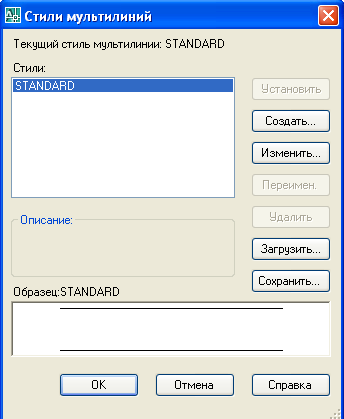 Стили мультилиний
Текущий стиль мультилинии: STANDARD
Стили:
STANDARD
Установить
Создать...
Изменить...
Переимен.
Удалить
Описание:
Загрузить...
Сохранить...
Образец:STANDARD
OK
Отмена
Справка